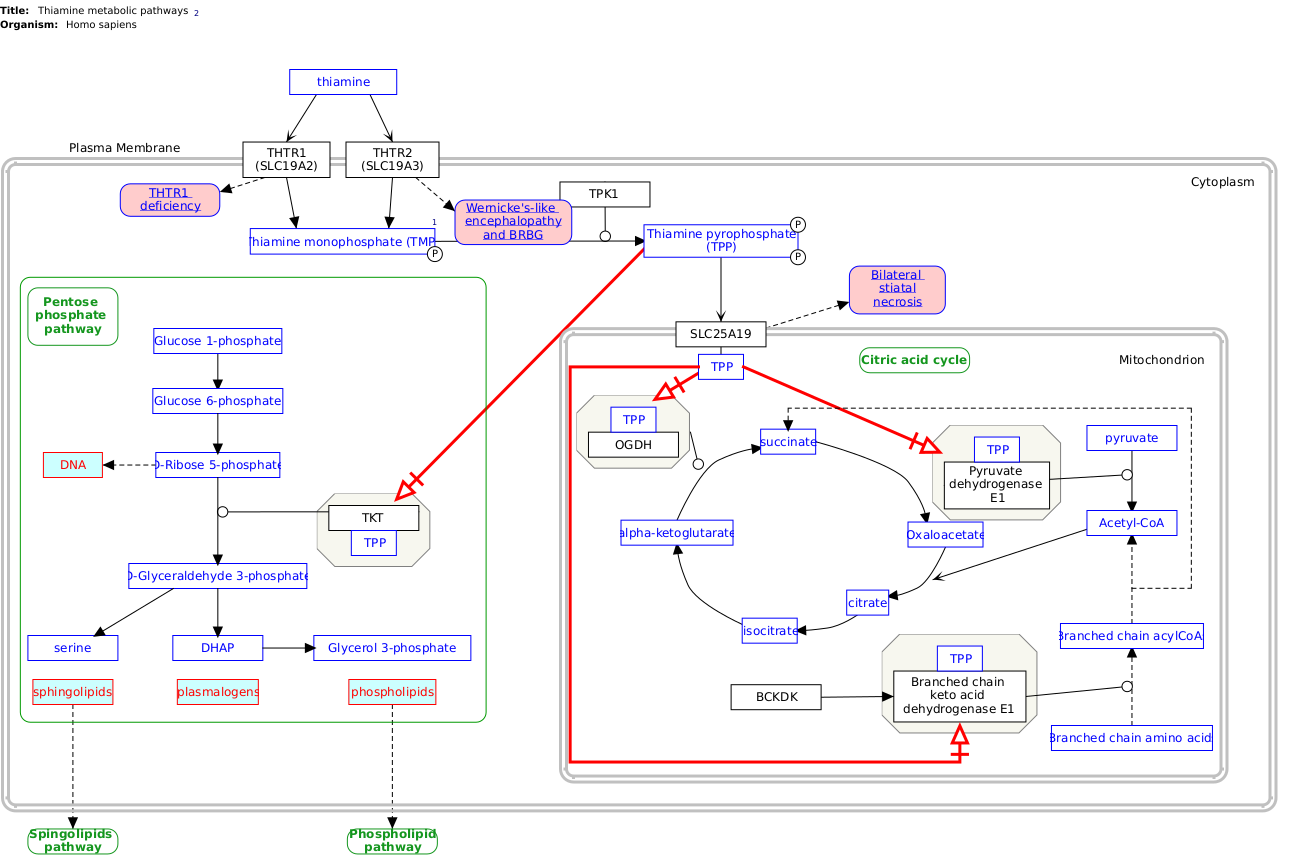 Title: Thiamine metabolic pathways 2
Organism: Homo sapiens
thiamine
Plasma Membrane
THTR1
(SLC19A2)
THTR2
(SLC19A3)
Cytoplasm
THTR1
deficiency
Wernicke's-like
encephalopathy
and BRBG
TPK1
1
Thiamine monophosphate (TMP
P
Thiamine pyrophosphate
(TPP)
P
P
Bilateral
stiatal
necrosis
Pentose
phosphate
pathway
SLC25A19
Glucose 1-phosphate
TPP
Citric acid cycle
Mitochondrion
Glucose 6-phosphate
TPP
OGDH
succinate
pyruvate
TPP
Pyruvate
dehydrogenase
E1
DNA
D-Ribose 5-phosphate
TKT
TPP
alpha-ketoglutarate
Oxaloacetate
Acetyl-CoA
D-Glyceraldehyde 3-phosphate
citrate
isocitrate
serine
DHAP
Glycerol 3-phosphate
Branched chain acylCoA
TPP
Branched chain
keto acid
dehydrogenase E1
BCKDK
sphingolipids
plasmalogens
phospholipids
Branched chain amino acid
Spingolipids
pathway
Phospholipid
pathway